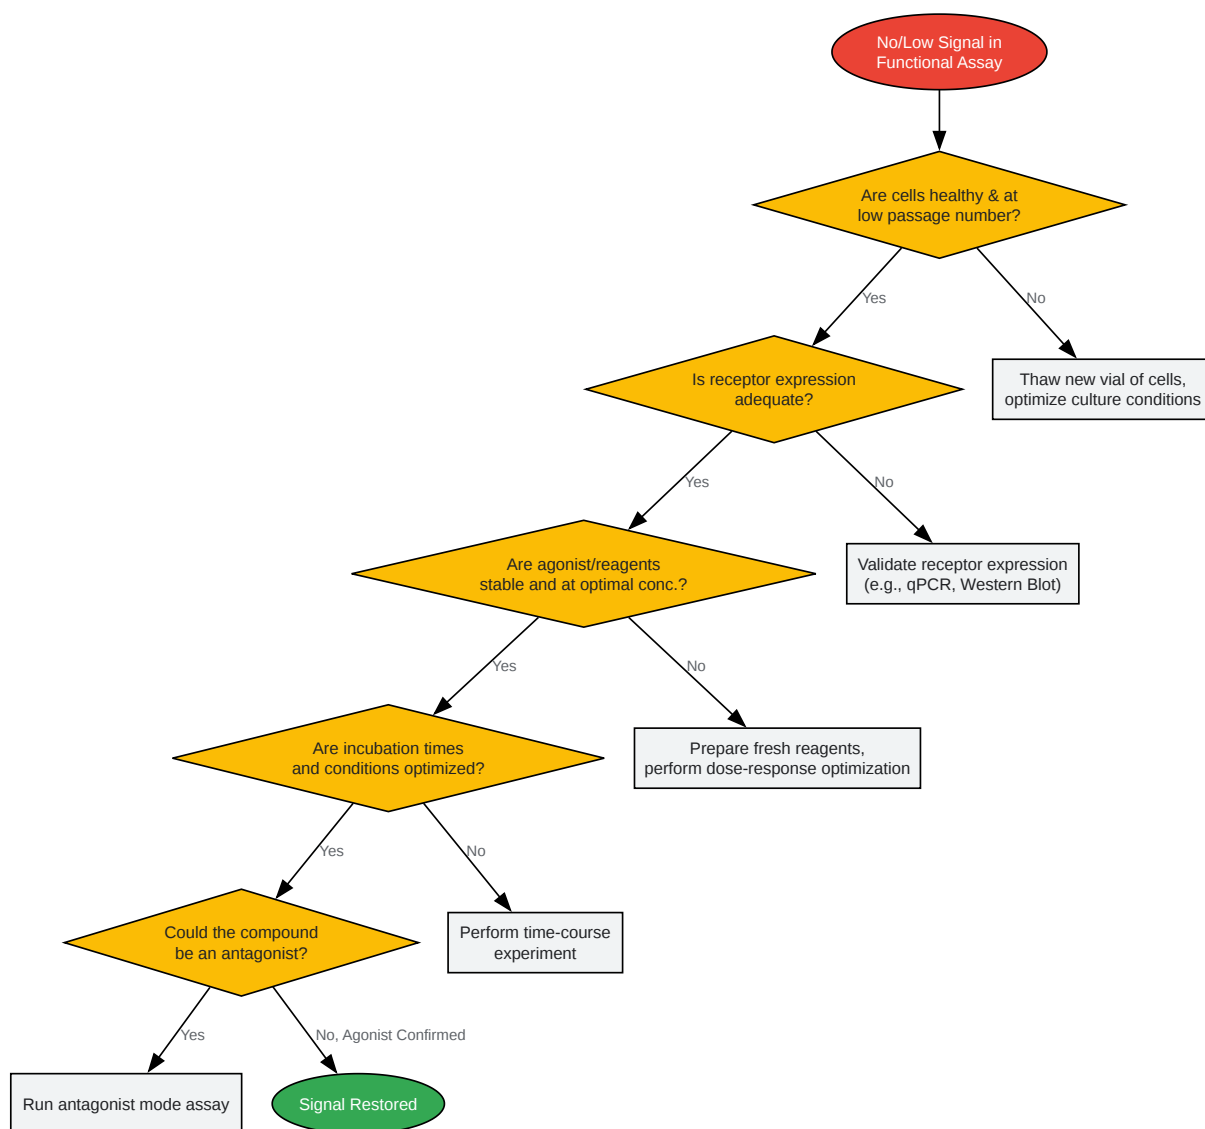 No/Low Signal in
Functional Assay
Are cells healthy & at
low passage number?
Yes
No
Is receptor expression
adequate?
Thaw new vial of cells,
optimize culture conditions
Yes
No
Are agonist/reagents
stable and at optimal conc.?
Validate receptor expression
(e.g., qPCR, Western Blot)
Yes
No
Are incubation times
and conditions optimized?
Prepare fresh reagents,
perform dose-response optimization
Yes
No
Could the compound
be an antagonist?
Perform time-course
experiment
Yes
No, Agonist Confirmed
Run antagonist mode assay
Signal Restored